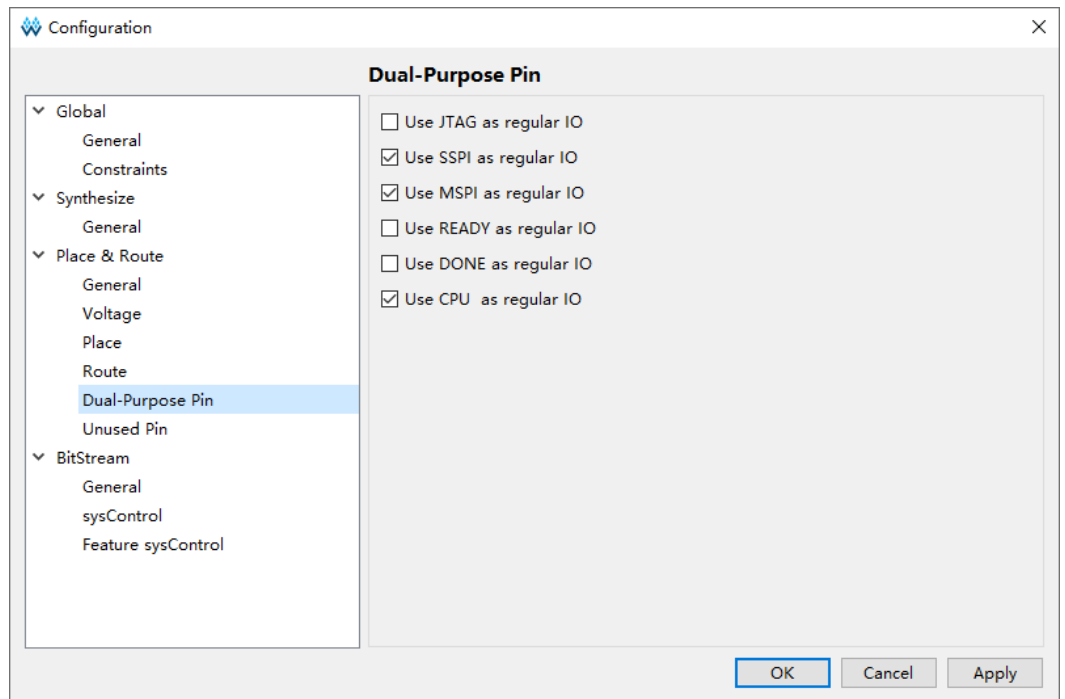 Configuration
Dual-Purpose Pin
Global
General
Constraints
Synthesize
General
Place & Route
General
Voltage
Place
Route
Dual-Purpose Pin
Unused Pin
BitStream
General
sysControl
Feature sysControl
Use JTAG as regular IO
Use SSPI as regular IO
Use MSPI as regular IO
Use READY as regular IO
Use DONE as regular IO
Use CPU  as regular IO
OK
Cancel
Apply